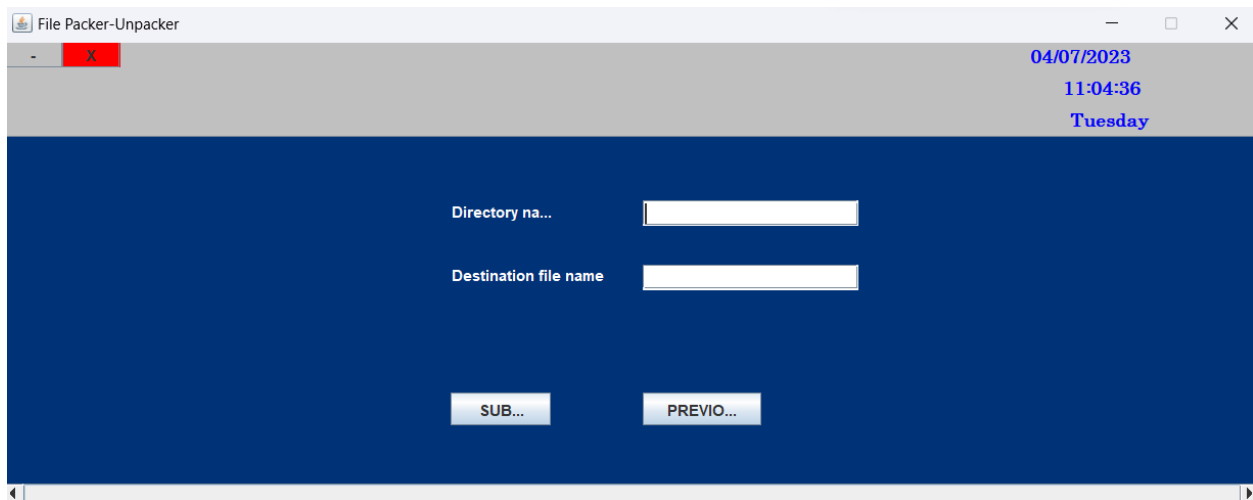 File Packer-Unpacker
- X
04/07/2023
11:04:36
Tuesday
Directory na...
Destination file name
SUB... PREVIO...